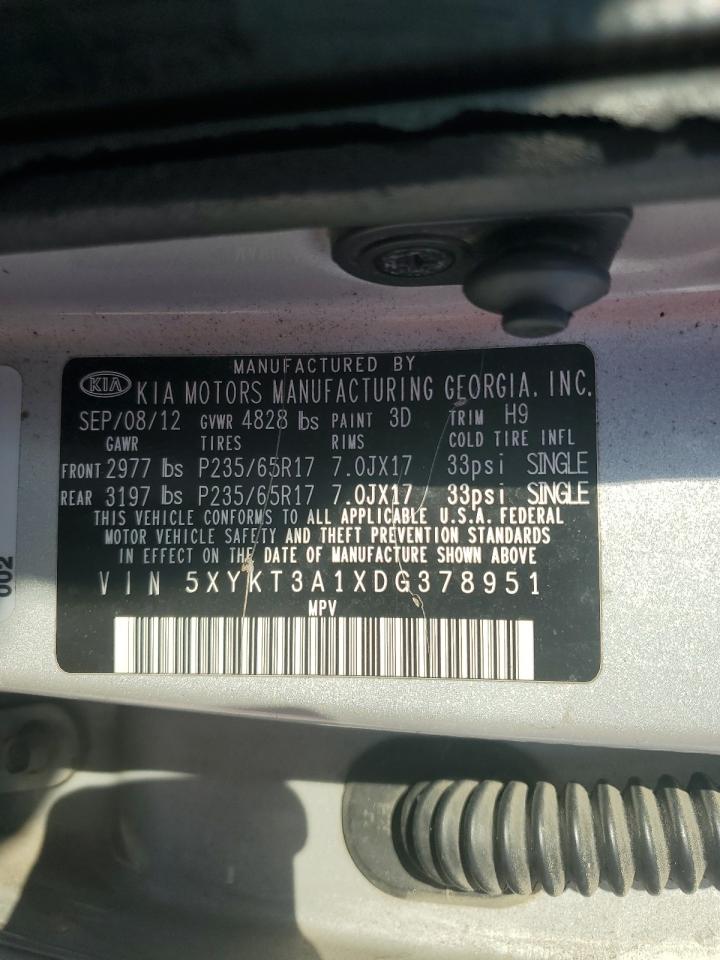 MANUFACTURED BY
KIA KIA MOTORS MANUFACTURING GEORGIA, INC.
SEP/08/12 GVWR 4828 lbs PAINT 3D TRIM H9
GAWR TIRES RIMS COLD TIRE INFL
FRONT 2977 lbs P235/65R17 7.0JX17 33psi SINGLE
REAR 3197 lbs P235/65R17 7.0JX17 33psi SINGLE
THIS VEHICLE CONFORMS TO ALL APPLICABLE U.S.A. FEDERAL
MOTOR VEHICLE SAFETY AND THEFT PREVENTION STANDARDS
IN EFFECT ON THE DATE OF MANUFACTURE SHOWN ABOVE
VIN 5XYKT3A1XDG378951
MPV
002